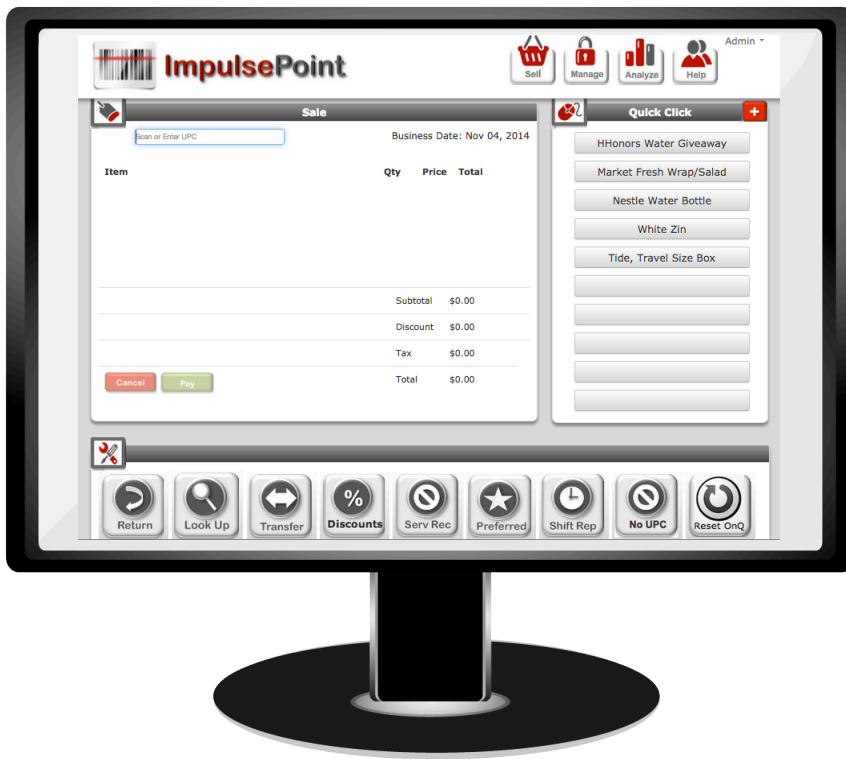 ImpulsePoint
Sell
Manage
Analyze
Help
Admin
Sale
Scan or Enter UPC
Business Date: Nov 04, 2014
Item Qty Price Total
Subtotal $0.00
Discount $0.00
Tax $0.00
Total $0.00
Cancel
Pay
Quick Click +
HHonors Water Giveaway
Market Fresh Wrap/Salad
Nestle Water Bottle
White Zin
Tide, Travel Size Box
Return
Look Up
Transfer
%
Discounts
Serv Rec
Preferred
Shift Rep
No UPC
Reset OnQ